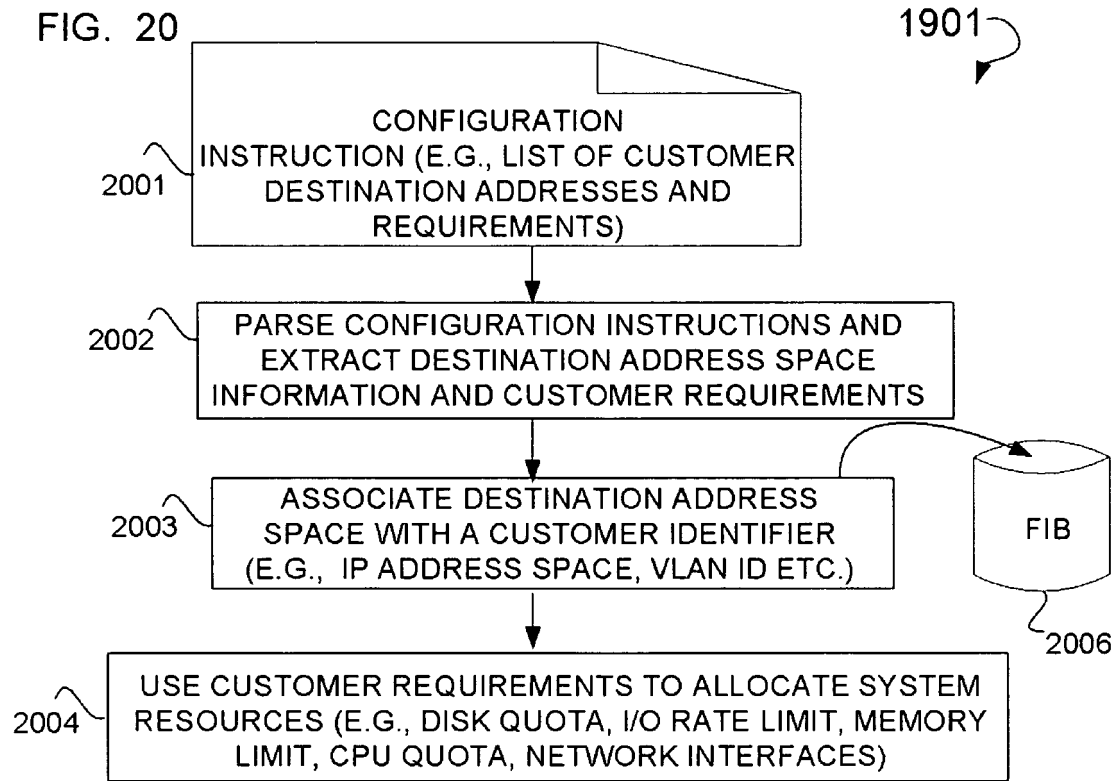 FIG. 20
1901
CONFIGURATION
INSTRUCTION (E.G., LIST OF CUSTOMER
DESTINATION ADDRESSES AND
REQUIREMENTS)
2001
PARSE CONFIGURATION INSTRUCTIONS AND
EXTRACT DESTINATION ADDRESS SPACE
INFORMATION AND CUSTOMER REQUIREMENTS
2002
ASSOCIATE DESTINATION ADDRESS
SPACE WITH A CUSTOMER IDENTIFIER
(E.G., IP ADDRESS SPACE, VLAN ID ETC.)
2003
FIB
2006
USE CUSTOMER REQUIREMENTS TO ALLOCATE SYSTEM
RESOURCES (E.G., DISK QUOTA, I/O RATE LIMIT, MEMORY
LIMIT, CPU QUOTA, NETWORK INTERFACES)
2004